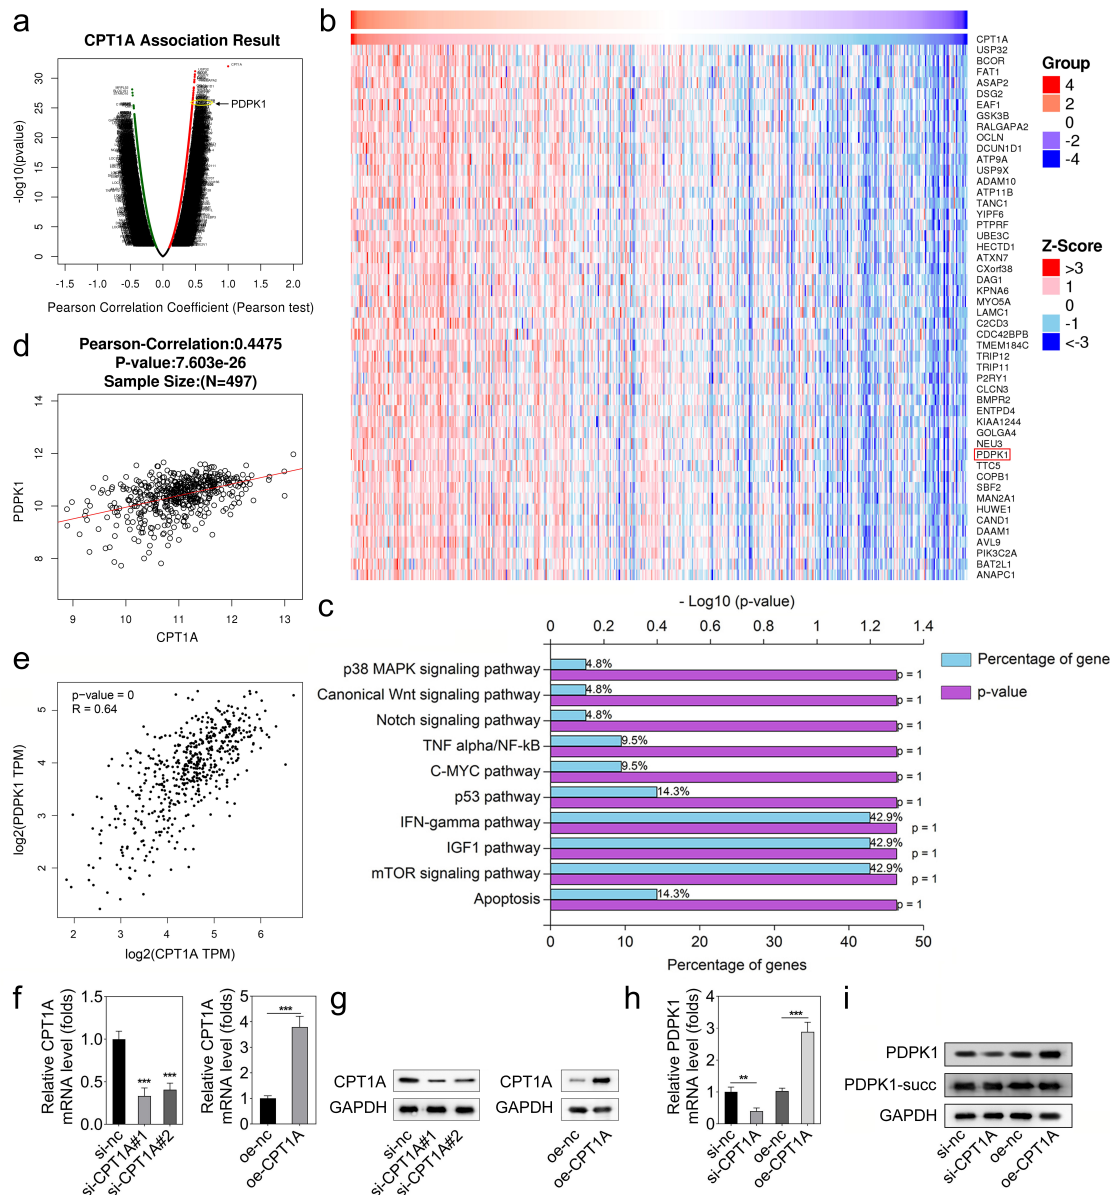 a
CPT1A Association Result
-log10(pvalue)
30
25
20
15
10
5
0
CPT1A
PDPK1
-1.5
-1.0
-0.5
0.0
0.5
1.0
1.5
2.0
Pearson Correlation Coefficient (Pearson test)
b
CPT1A
USP32
BCOR
FAT1
ASAP2
DSG2
EAF1
GSK3B
RALGAPA2
OCLN
DCUN1D1
ATP9A
USP9X
ADAM10
ATP11B
TANC1
YIPF6
PTPRF
UBE3C
HECTD1
ATXN7
CXorf38
DAG1
KPNA6
MYO5A
LAMC1
C2CD3
CDC42BPB
TMEM184C
TRIP12
TRIP11
P2RY1
CLCN3
BMPR2
ENTPD4
KIAA1244
GOLGA4
NEU3
PDPK1
TTC5
COPB1
SBF2
MAN2A1
HUWE1
CAND1
DAAM1
AVL9
PIK3C2A
BAT2L1
ANAPC1
Group
4
2
0
-2
-4
Z-Score
>3
1
0
-1
<-3
d
Pearson-Correlation:0.4475
P-value:7.603e-26
Sample Size:(N=497)
PDPK1
14
12
10
8
9
10
11
12
13
CPT1A
c
- Log10 (p-value)
0
0.2
0.4
0.6
0.8
1
1.2
1.4
p38 MAPK signaling pathway
4.8%
p = 1
Canonical Wnt signaling pathway
4.8%
p = 1
Notch signaling pathway
4.8%
p = 1
TNF alpha/NF-kB
9.5%
p = 1
C-MYC pathway
9.5%
p = 1
p53 pathway
14.3%
p = 1
IFN-gamma pathway
42.9%
p = 1
IGF1 pathway
42.9%
p = 1
mTOR signaling pathway
42.9%
p = 1
Apoptosis
14.3%
p = 1
0
10
20
30
40
50
Percentage of genes
Percentage of gene
p-value
e
p-value = 0
R = 0.64
log2(PDPK1 TPM)
5
4
3
2
2
3
4
5
6
log2(CPT1A TPM)
f
Relative CPT1A
mRNA level (folds)
1.5
1.0
0.5
0.0
***
***
si-nc
si-CPT1A#1
si-CPT1A#2
Relative CPT1A
mRNA level (folds)
5
4
3
2
1
0
***
oe-nc
oe-CPT1A
g
CPT1A
GAPDH
si-nc
si-CPT1A#1
si-CPT1A#2
CPT1A
GAPDH
oe-nc
oe-CPT1A
h
Relative PDPK1
mRNA level (folds)
4
3
2
1
0
**
***
si-nc
si-CPT1A
oe-nc
oe-CPT1A
i
PDPK1
PDPK1-succ
GAPDH
si-nc
si-CPT1A
oe-nc
oe-CPT1A